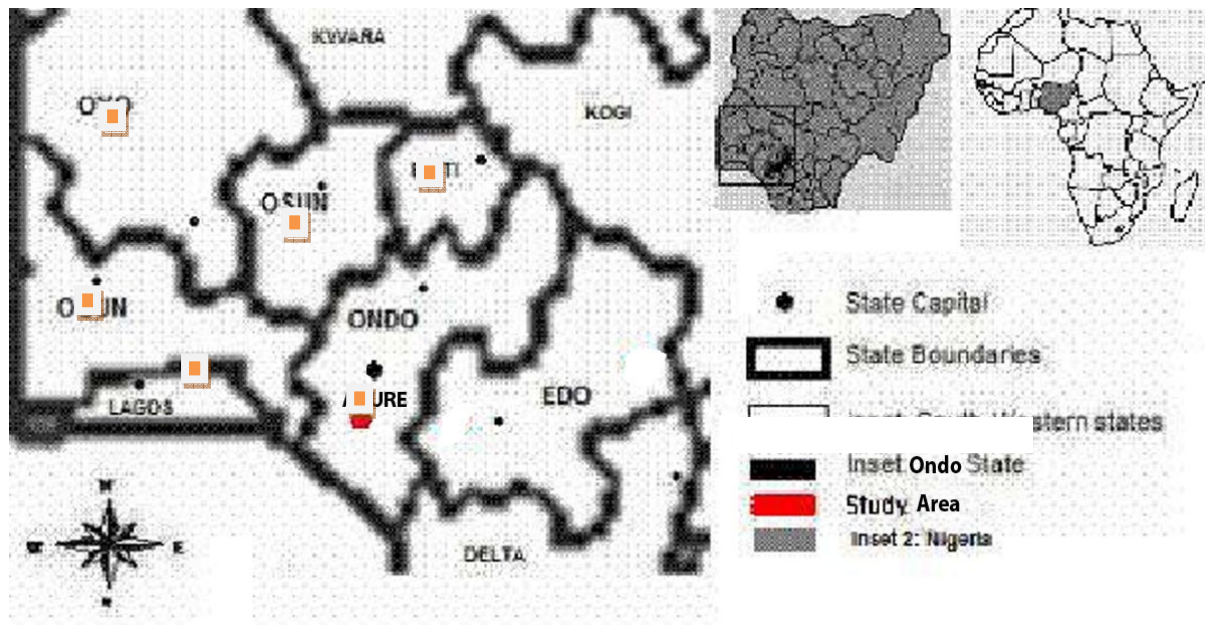 KWARA
KOGI
OSUN
ONDO
EDO
LAGOS
DELTA
E
State Capital
State Boundaries
states
Inset: Ondo State
Study Area
Inset 2: Nigeria